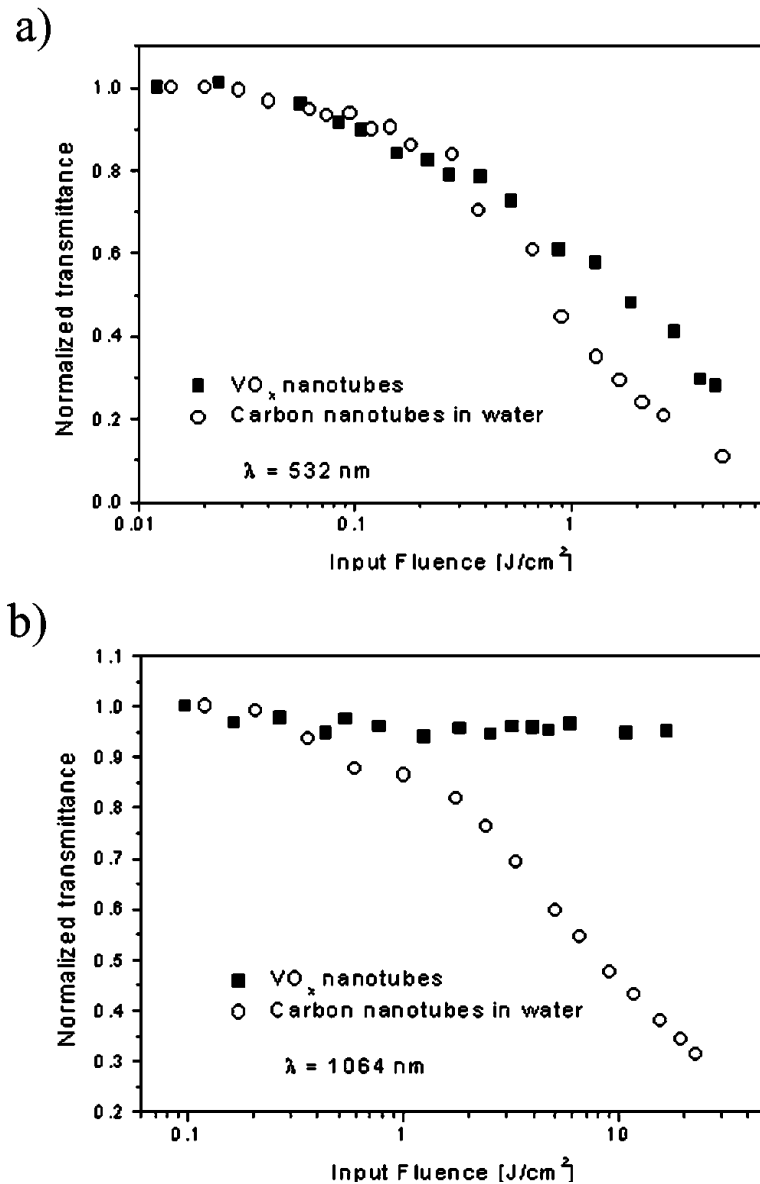 a)
1.0
0.8
0.6
0.4
0.2
0.0
Normalized transmittance
VOx nanotubes
Carbon nanotubes in water
λ = 532 nm
0.01
0.1
1
Input Fluence [J/cm²]
b)
1.1
1.0
0.9
0.8
0.7
0.6
0.5
0.4
0.3
0.2
Normalized transmittance
VOx nanotubes
Carbon nanotubes in water
λ = 1064 nm
0.1
1
10
Input Fluence [J/cm²]